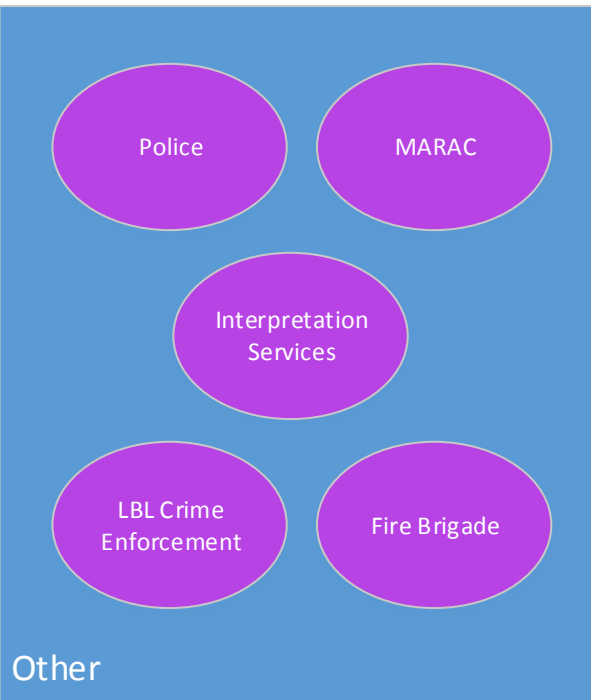 Police
MARAC
Interpretation
Services
LBL Crime
Enforcement
Fire Brigade
Other